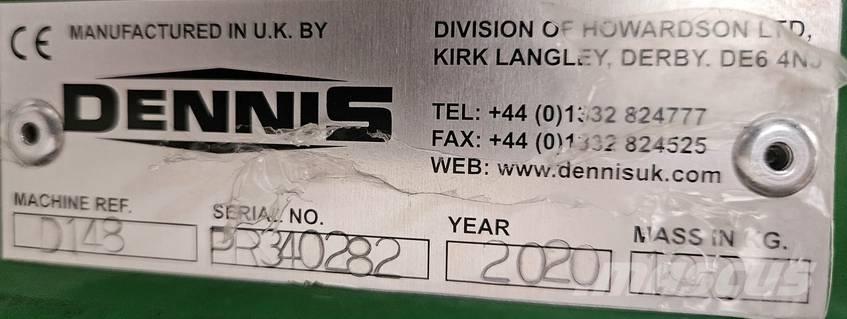 CE MANUFACTURED IN U.K. BY
DENNIS
DIVISION OF HOWARDSON LTD,
KIRK LANGLEY, DERBY. DE6 4NJ
TEL: +44 (0)1332 824777
FAX: +44 (0)1332 824525
WEB: www.dennisuk.com
MACHINE REF. SERIAL NO. YEAR MASS IN KG.
D148 PR340282 2020
mascus